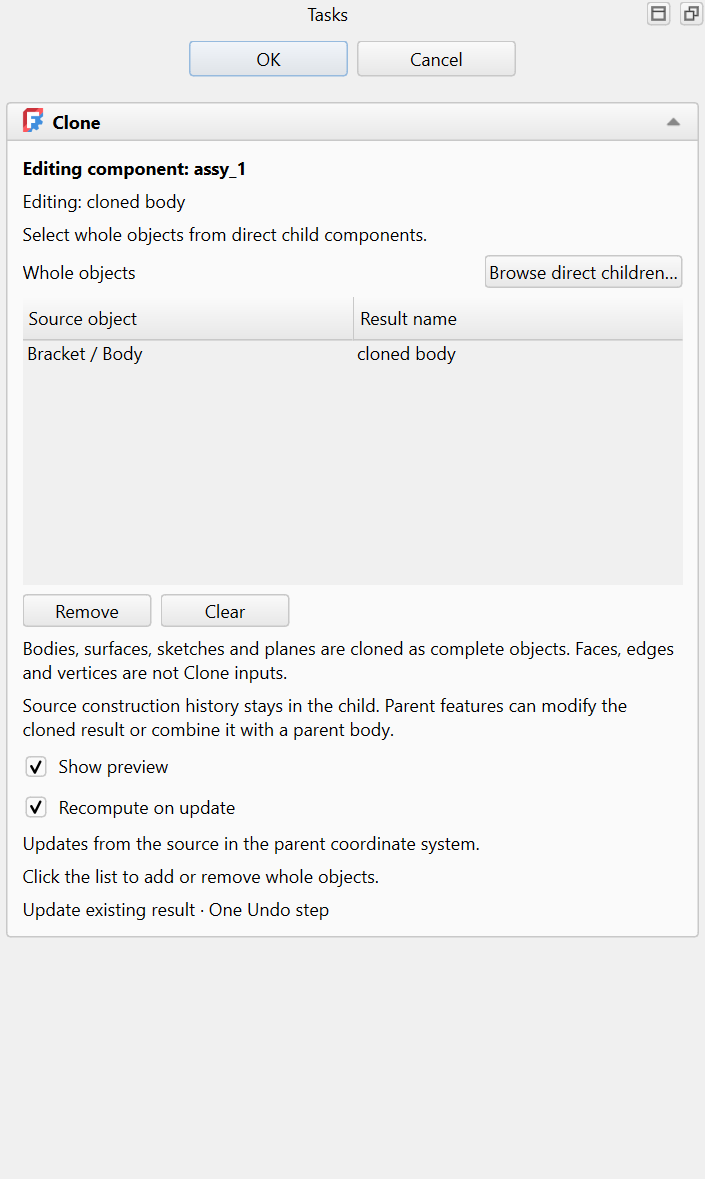 Tasks
OK Cancel
Clone
Editing component: assy_1
Editing: cloned body
Select whole objects from direct child components.
Whole objects Browse direct children...
Source object Result name
Bracket / Body cloned body
Remove Clear
Bodies, surfaces, sketches and planes are cloned as complete objects. Faces, edges
and vertices are not Clone inputs.
Source construction history stays in the child. Parent features can modify the
cloned result or combine it with a parent body.
Show preview
Recompute on update
Updates from the source in the parent coordinate system.
Click the list to add or remove whole objects.
Update existing result · One Undo step